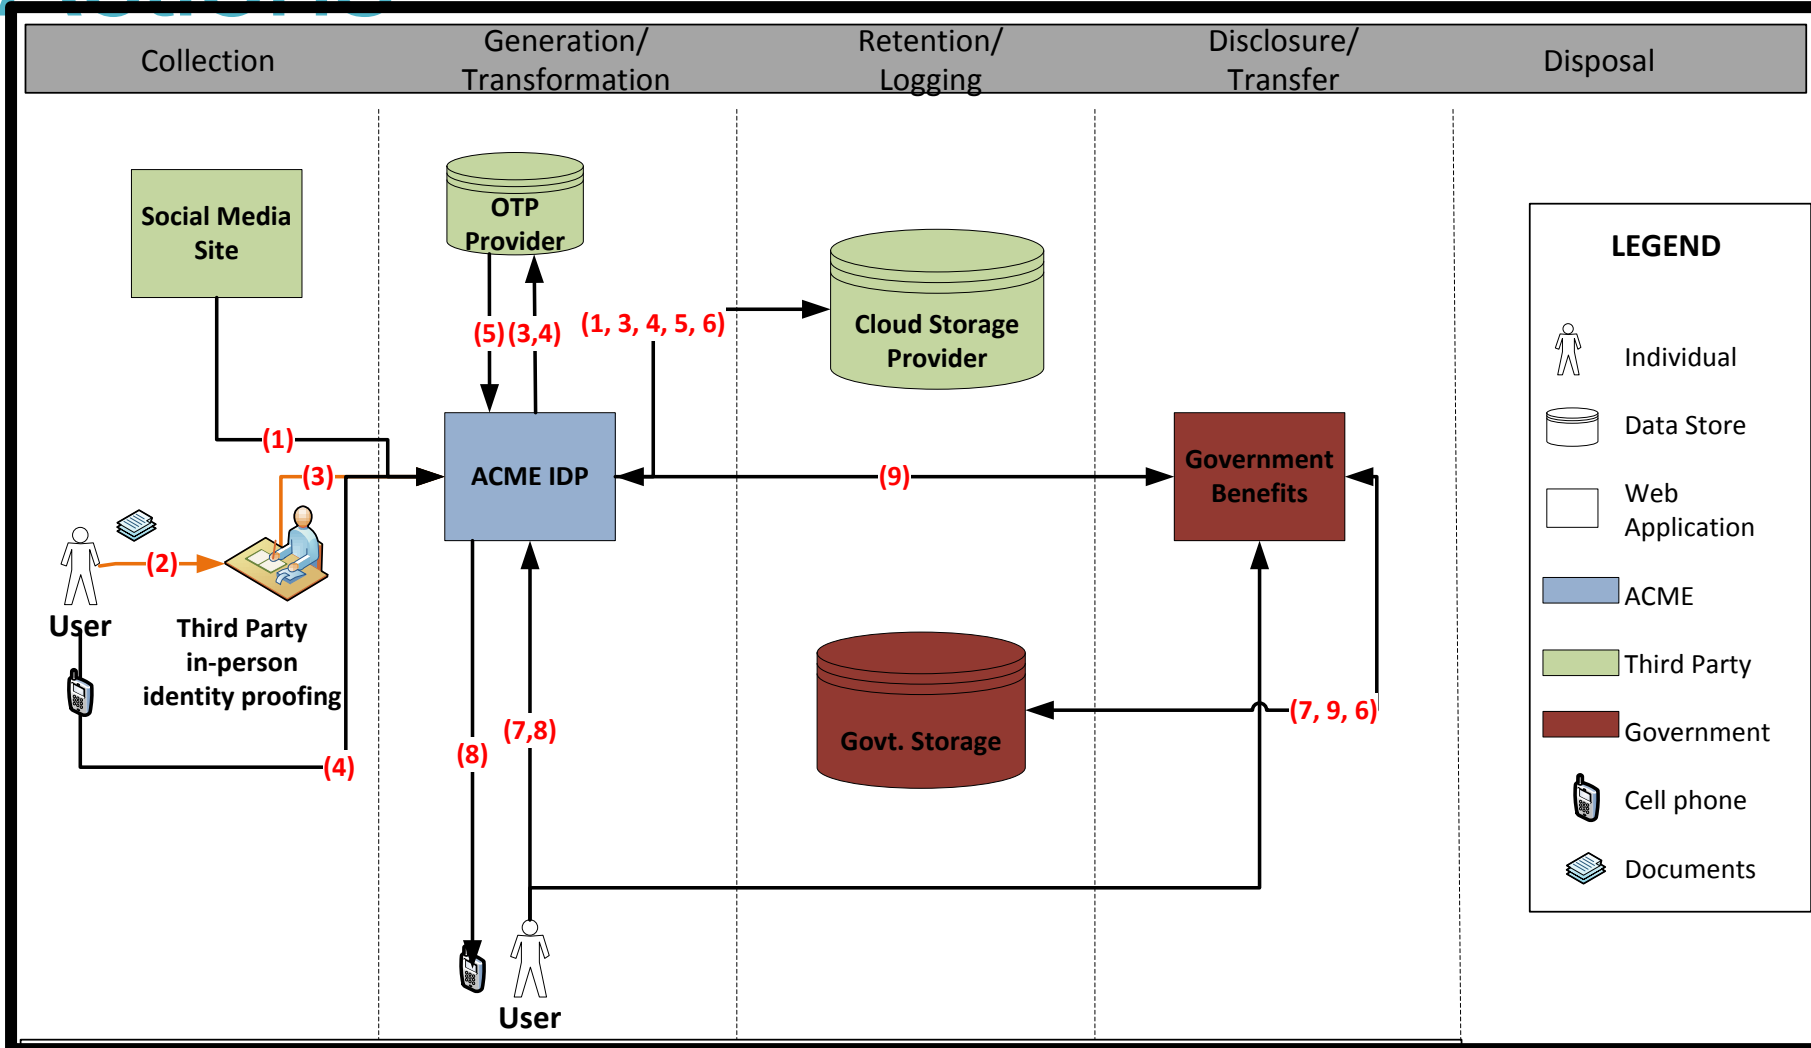 Collection
Generation/
Transformation
Retention/
Logging
Disclosure/
Transfer
Disposal
Social Media
Site
OTP
Provider
Cloud Storage
Provider
(5)
(3,4)
(1, 3, 4, 5, 6)
(1)
(3)
ACME IDP
(9)
Government
Benefits
(2)
User
Third Party
in-person
identity proofing
(4)
(8)
(7,8)
Govt. Storage
(7, 9, 6)
User
LEGEND
Individual
Data Store
Web
Application
ACME
Third Party
Government
Cell phone
Documents